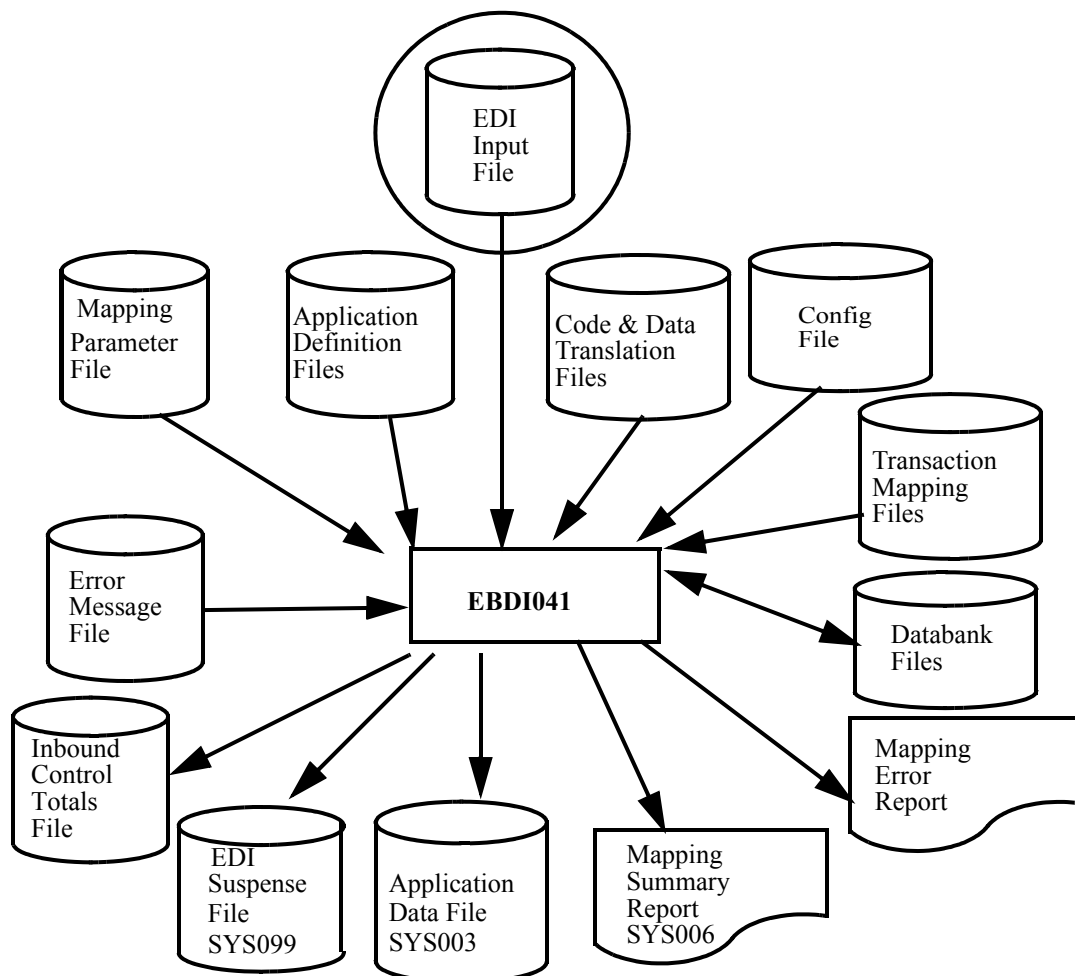 EDI
Input
File
Mapping
Parameter
File
Application
Definition
Files
Code & Data
Translation
Files
Config
File
Transaction
Mapping
Files
Error
Message
File
EBDI041
Databank
Files
Inbound
Control
Totals
File
EDI
Suspense
File
SYS099
Application
Data File
SYS003
Mapping
Summary
Report
SYS006
Mapping
Error
Report